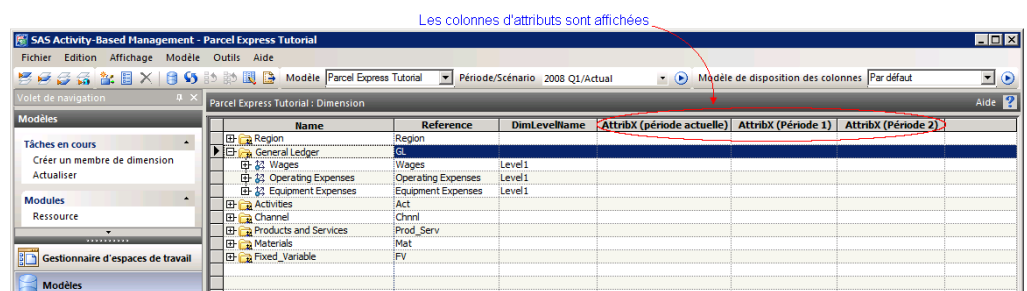 Les colonnes d'attributs sont affichées
SAS Activity-Based Management - Parcel Express Tutorial
Fichier Edition Affichage Modèle Outils Aide
Modèle Parcel Express Tutorial Période/Scénario 2008 Q1/Actual Modèle de disposition des colonnes Par défaut
Volet de navigation
Parcel Express Tutorial : Dimension Aide
Modèles
Tâches en cours
Créer un membre de dimension
Actualiser
Modules
Ressource
Gestionnaire d'espaces de travail
Modèles
Name Reference DimLevelName AttribX (période actuelle) AttribX (Période 1) AttribX (Période 2)
Region Region
General Ledger GL
Wages Wages Level1
Operating Expenses Operating Expenses Level1
Equipment Expenses Equipment Expenses Level1
Activities Act
Channel Chnnl
Products and Services Prod_Serv
Materials Mat
Fixed_Variable FV